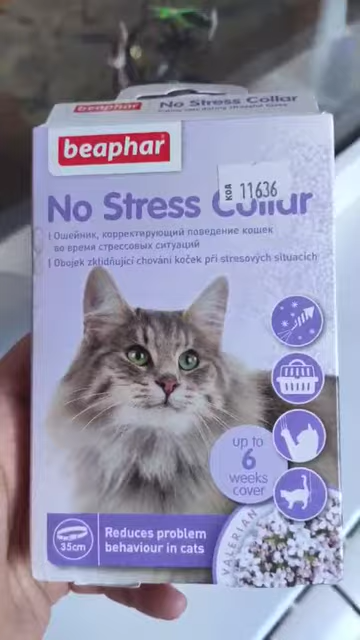 beaphar
No Stress Collar
beaphar
КОД 11636
No Stress Collar
Ошейник, корректирующий поведение кошек
во время стрессовых ситуаций
Obojek zklidňující chování koček při stresových situacích
up to
6
weeks
cover
35cm
Reduces problem
behaviour in cats
VALERIAN